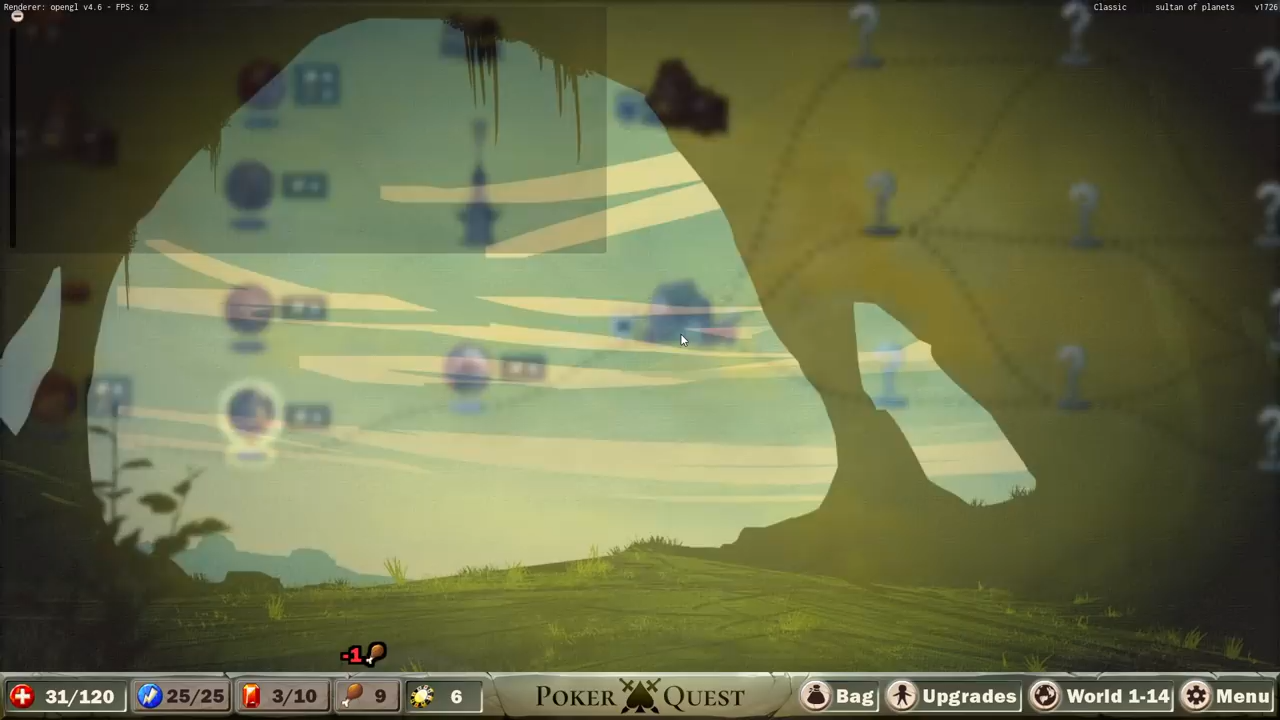 Renderer: opengl v4.6 - FPS: 62
Classic sultan of planets v1726
-1
31/120 25/25 3/10 9 6 POKER QUEST Bag Upgrades World 1-14 Menu